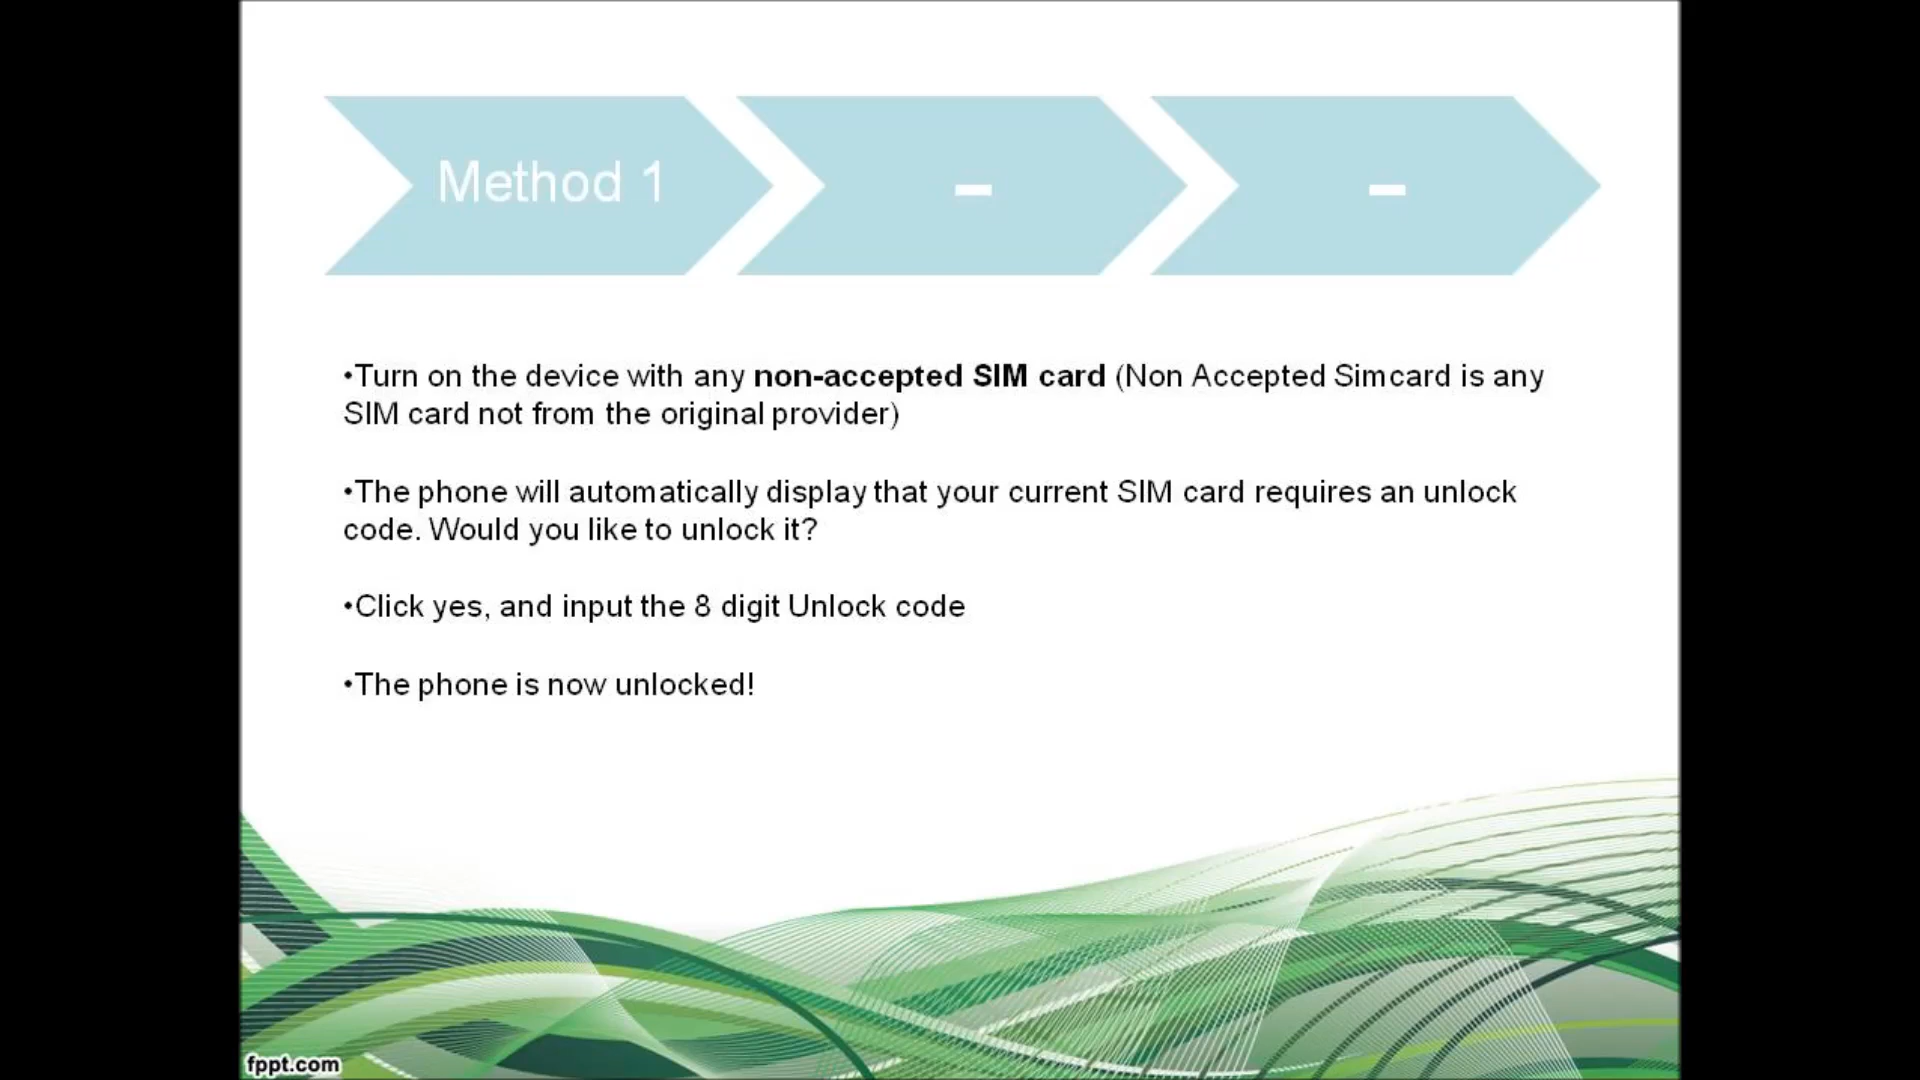 Method 1
-
-
•Turn on the device with any non-accepted SIM card (Non Accepted Simcard is any
SIM card not from the original provider)
•The phone will automatically display that your current SIM card requires an unlock
code. Would you like to unlock it?
•Click yes, and input the 8 digit Unlock code
•The phone is now unlocked!
fppt.com